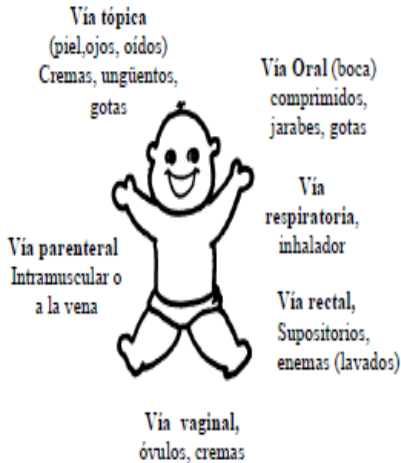 Vía tópica
(piel,ojos, oídos)
Cremas, ungüentos,
gotas
Vía Oral (boca)
comprimidos,
jarabes, gotas
Vía
respiratoria,
inhalador
Vía parenteral
Intramuscular o
a la vena
Vía rectal,
Supositorios,
enemas (lavados)
Vía vaginal,
óvulos, cremas